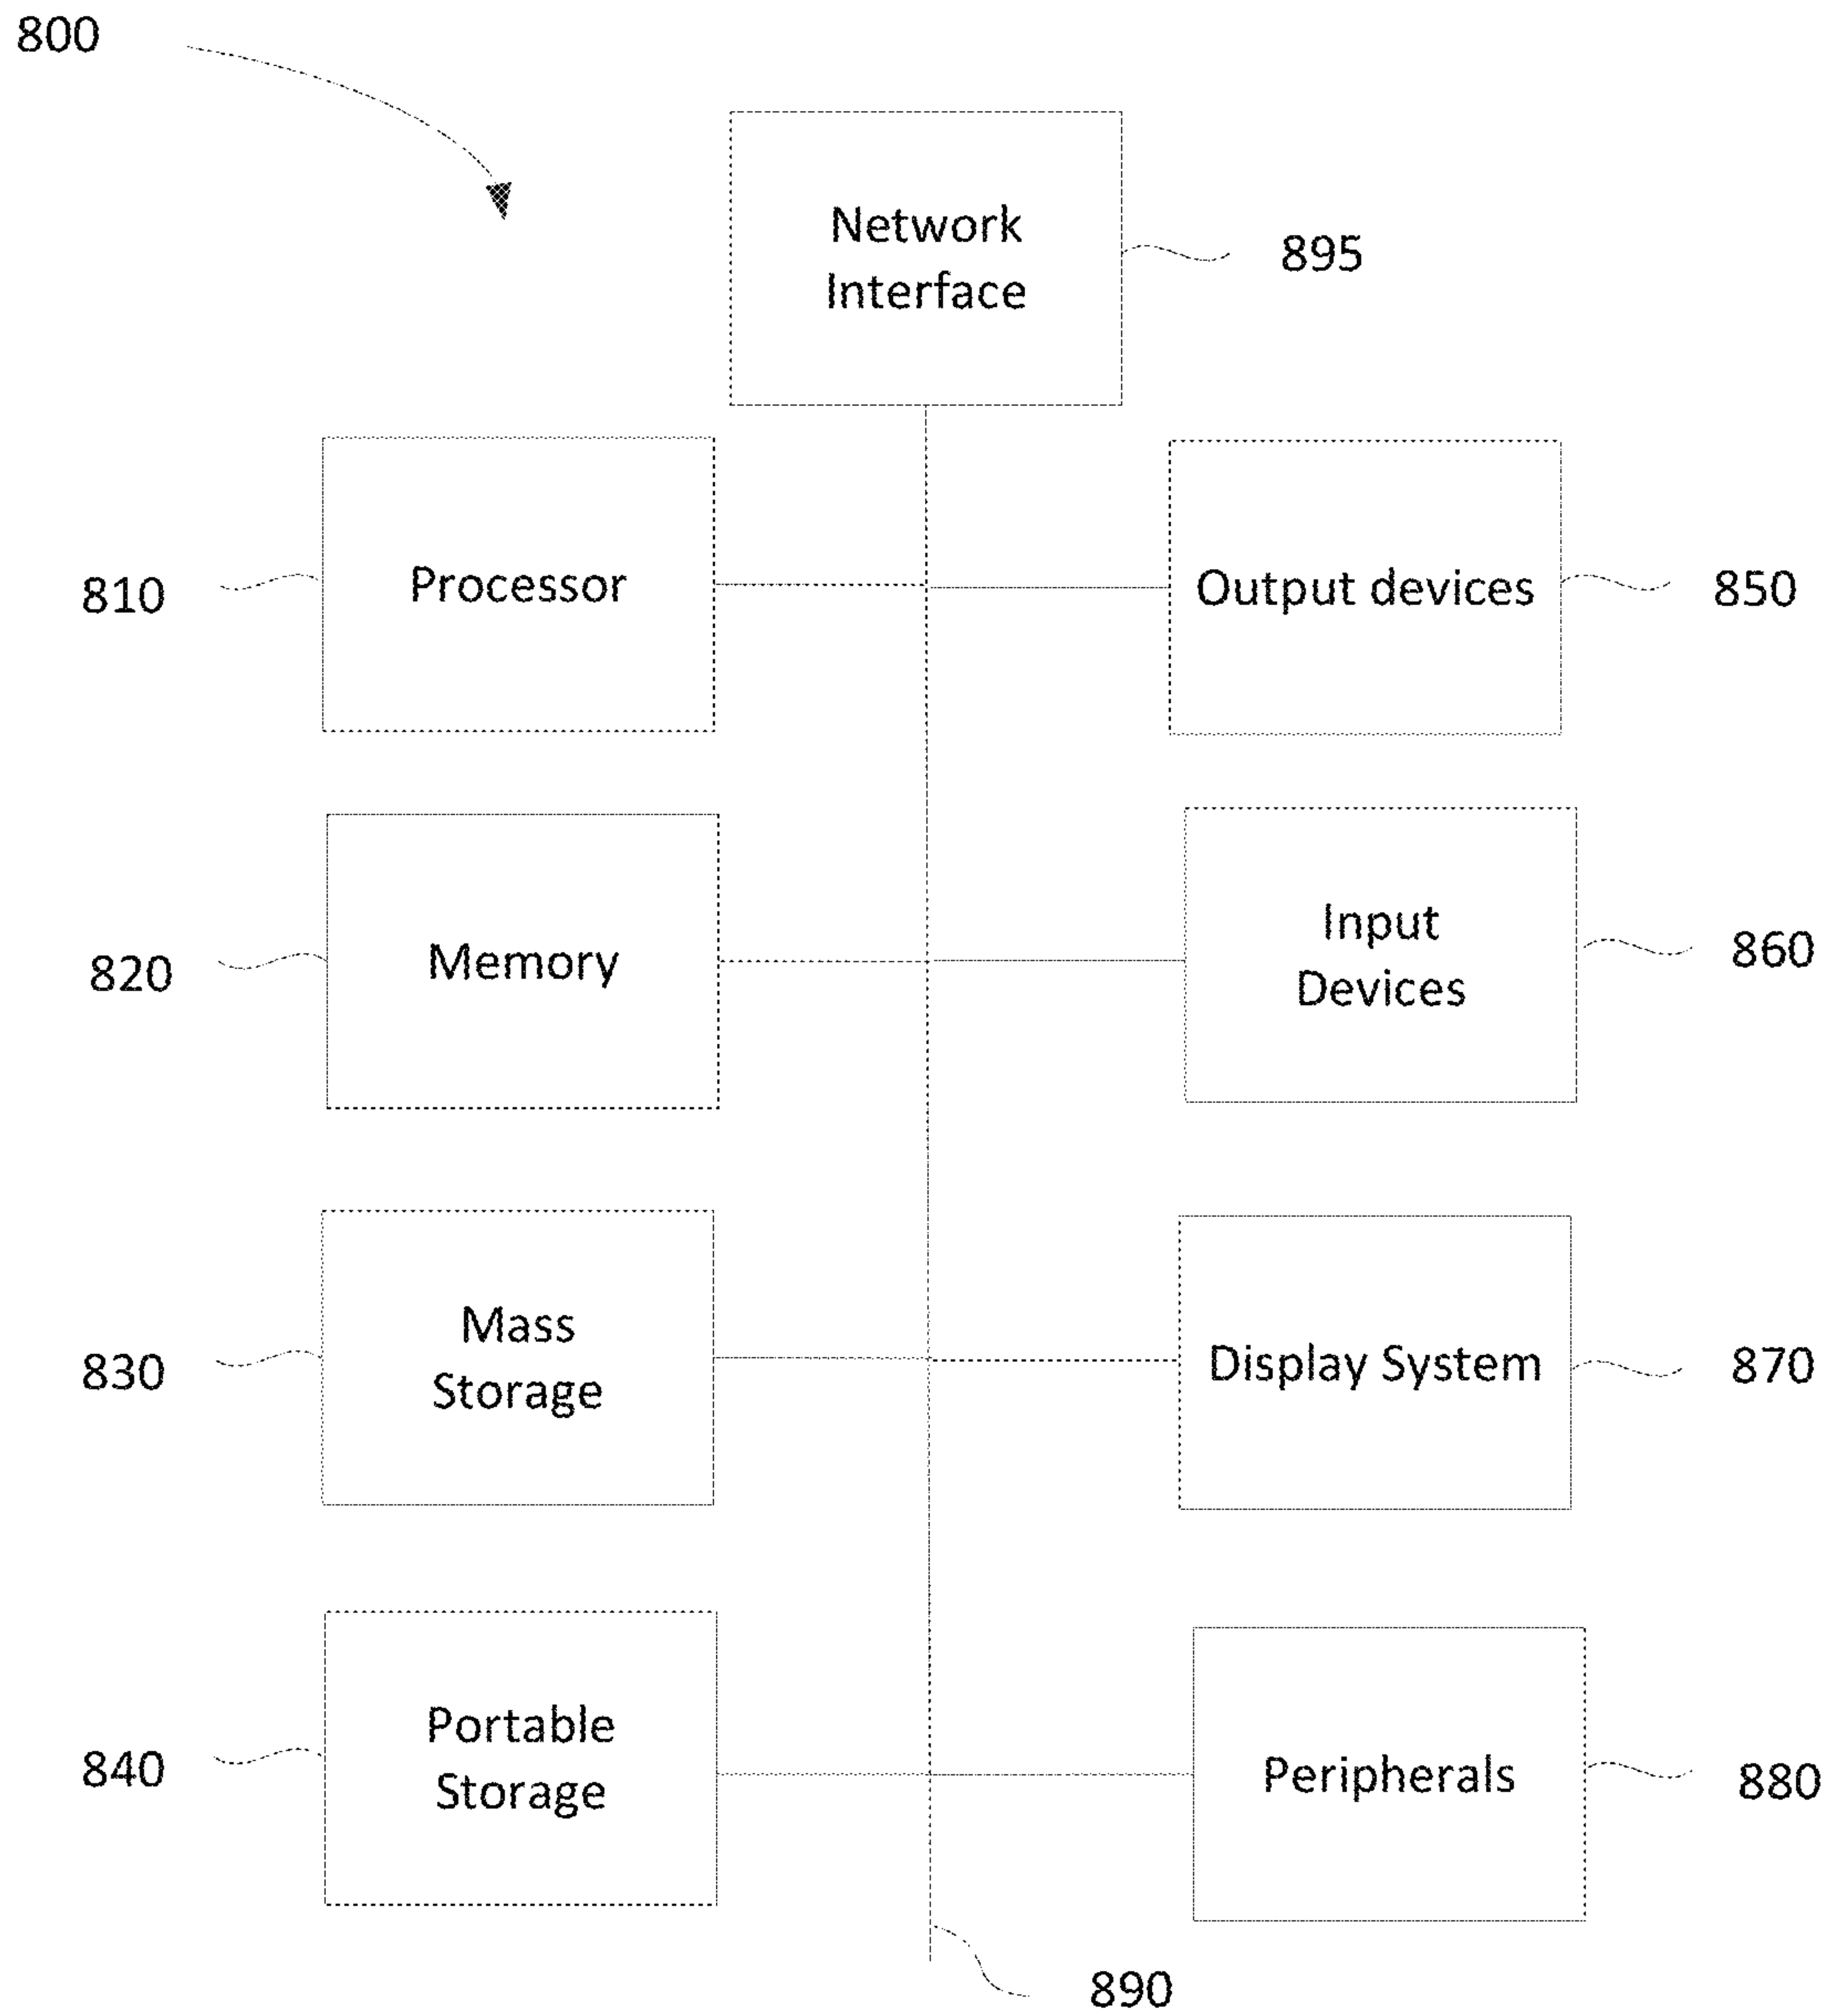 800
Network
Interface
895
810
Processor
Output devices
850
820
Memory
Input
Devices
860
830
Mass
Storage
Display System
870
840
Portable
Storage
Peripherals
880
890